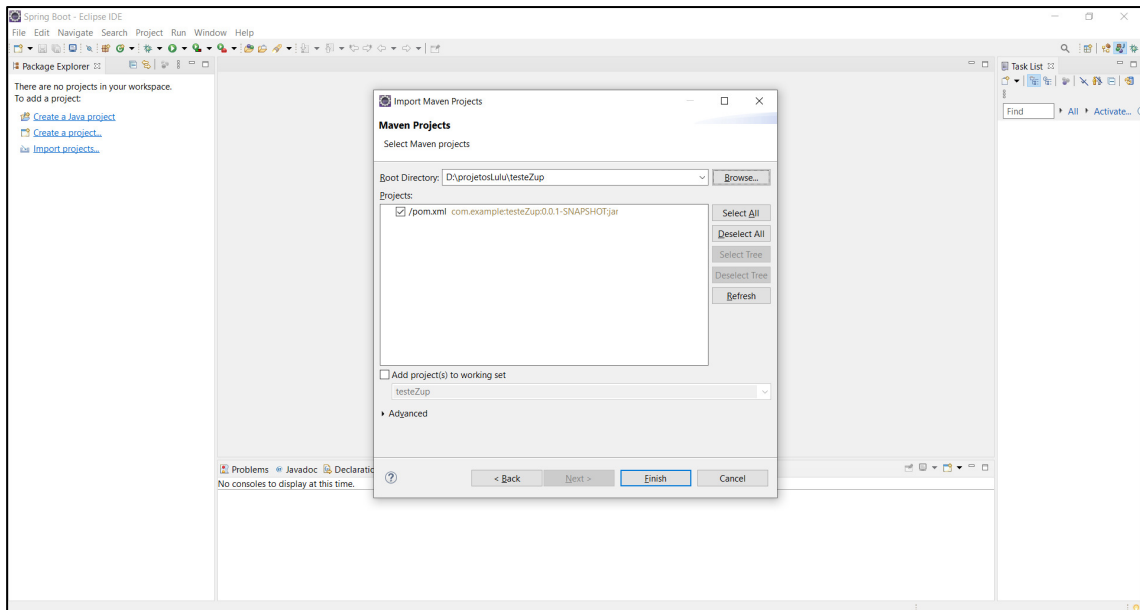 Spring Boot - Eclipse IDE
File Edit Navigate Search Project Run Window Help
Package Explorer
There are no projects in your workspace.
To add a project:
Create a Java project
Create a project...
Import projects...
Import Maven Projects
Maven Projects
Select Maven projects
Root Directory: D:\projetosLulu\testeZup Browse...
Projects:
/pom.xml com.example:testeZup:0.0.1-SNAPSHOT:jar
Select All
Deselect All
Select Tree
Deselect Tree
Refresh
Add project(s) to working set
testeZup
Advanced
? < Back Next > Finish Cancel
Task List
Find All Activate...
Problems Javadoc Declaratio
No consoles to display at this time.